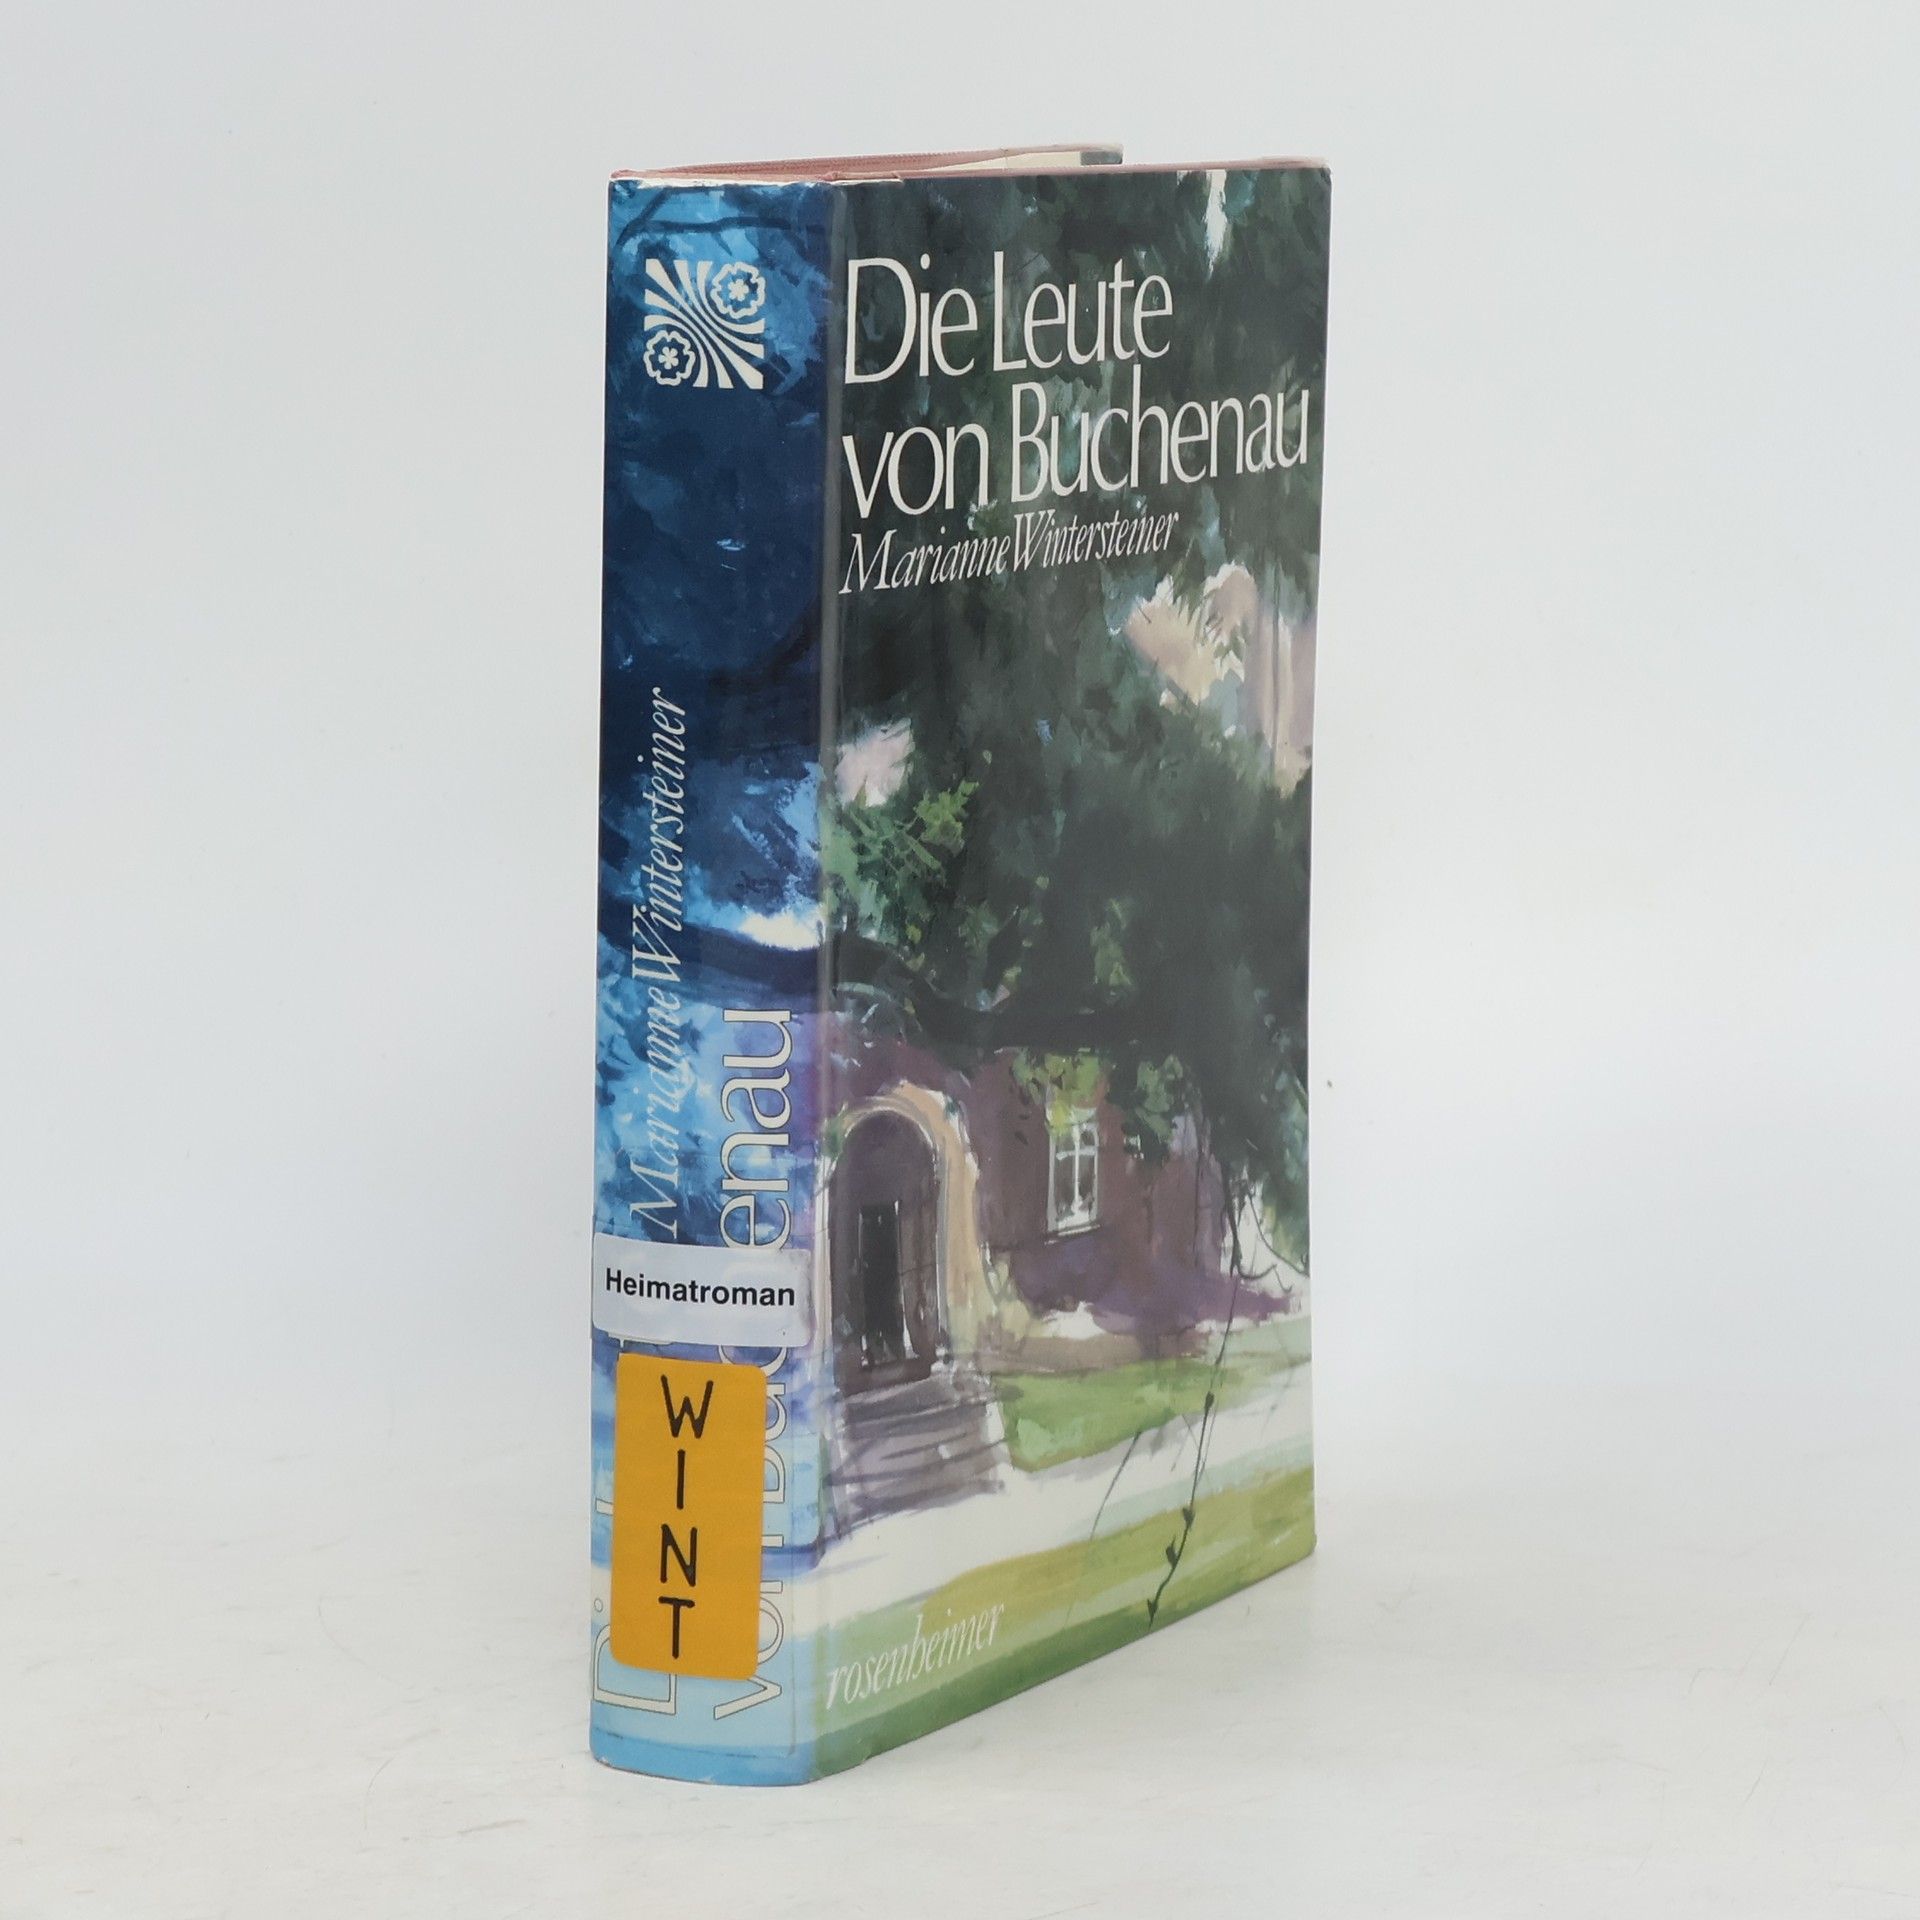 Die Leute
von Buchenau
Marianne Wintersteiner
rosenheimer
Marianne Wintersteiner
Heimatroman
WINT